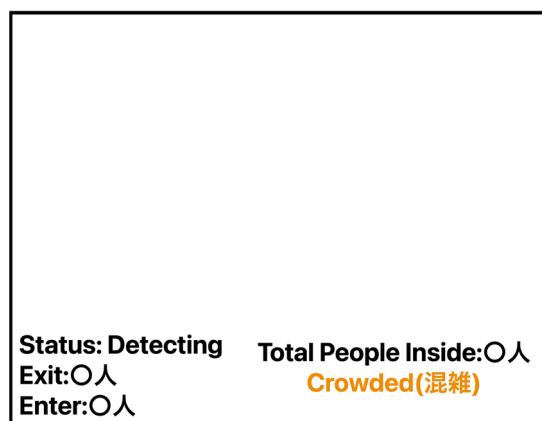 Status: Detecting
Exit:〇人
Enter:〇人
Total People Inside:〇人
Crowded(混雑)